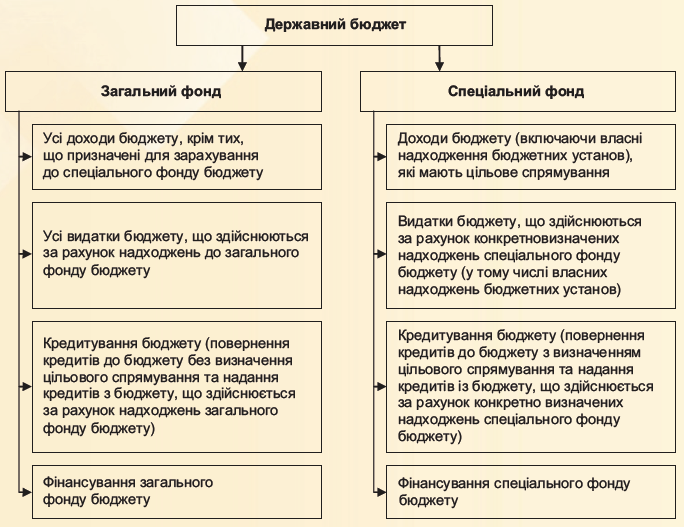 Державний бюджет
Загальний фонд
Усі доходи бюджету, крім тих,
що призначені для зарахування
до спеціального фонду бюджету
Усі видатки бюджету, що здійснюються
за рахунок надходжень до загального
фонду бюджету
Кредитування бюджету (повернення
кредитів до бюджету без визначення
цільового спрямування та надання
кредитів з бюджету, що здійснюється
за рахунок надходжень загального
фонду бюджету)
Фінансування загального
фонду бюджету
Спеціальний фонд
Доходи бюджету (включаючи власні
надходження бюджетних установ),
які мають цільове спрямування
Видатки бюджету, що здійснюються
за рахунок конкретновизначених
надходжень спеціального фонду
бюджету (у тому числі власних
надходжень бюджетних установ)
Кредитування бюджету (повернення
кредитів до бюджету з визначенням
цільового спрямування та надання
кредитів із бюджету, що здійснюється
за рахунок конкретно визначених
надходжень спеціального фонду
бюджету)
Фінансування спеціального фонду
бюджету